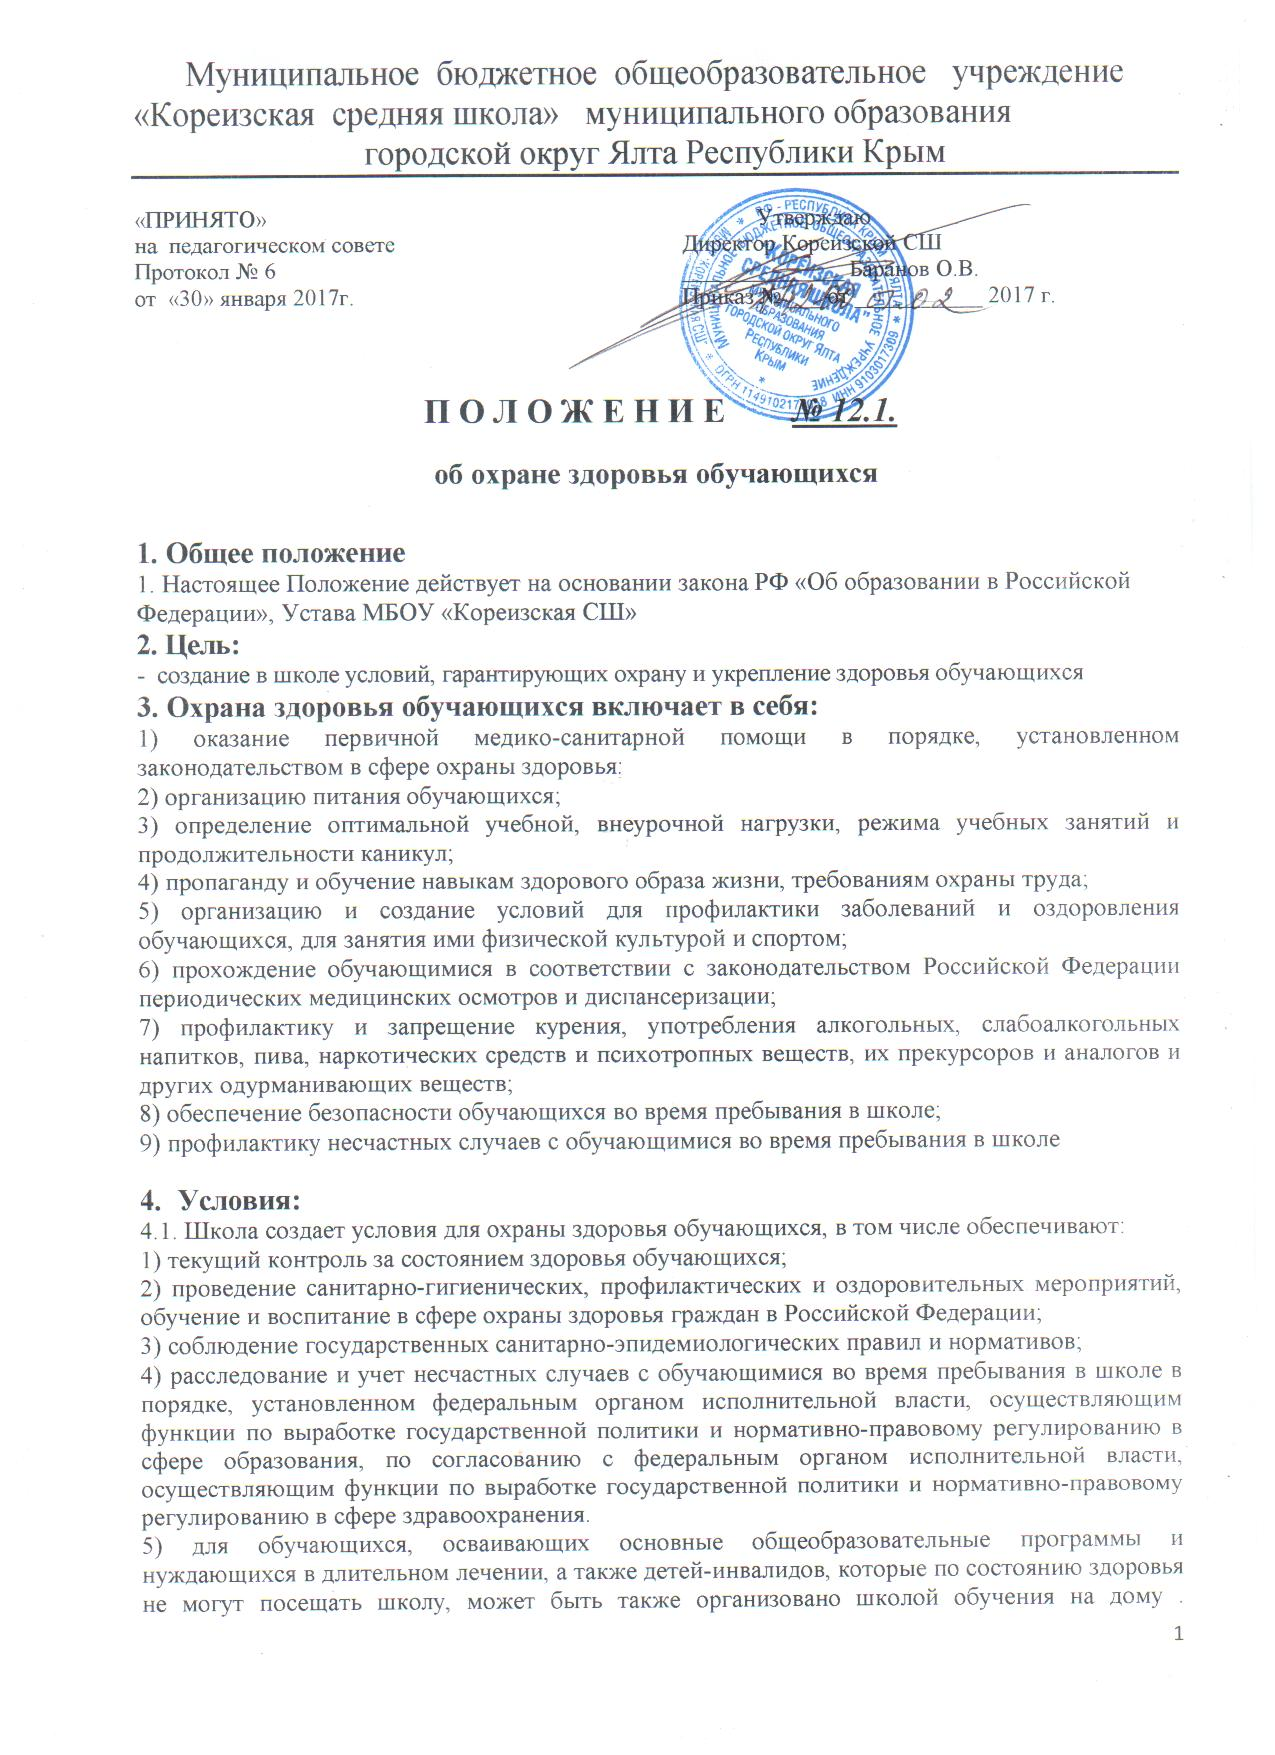 Муниципальное бюджетное общеобразовательное учреждение
«Кореизская средняя школа» муниципального образования
городской округ Ялта Республики Крым
«ПРИНЯТО»
на педагогическом совете
Протокол № 6
от «30» января 2017г.
Утверждаю
Директор Кореизской СШ
Баранов О.В.
Приказ № от 2017 г.
"КОРЕИЗСКАЯ
СРЕДНЯЯ ШКОЛА"
МУНИЦИПАЛЬНОГО
ОБРАЗОВАНИЯ
ГОРОДСКОЙ ОКРУГ ЯЛТА
РЕСПУБЛИКИ
КРЫМ
П О Л О Ж Е Н И Е № 12.1.
об охране здоровья обучающихся
1. Общее положение
1. Настоящее Положение действует на основании закона РФ «Об образовании в Российской
Федерации», Устава МБОУ «Кореизская СШ»
2. Цель:
- создание в школе условий, гарантирующих охрану и укрепление здоровья обучающихся
3. Охрана здоровья обучающихся включает в себя:
1) оказание первичной медико-санитарной помощи в порядке, установленном
законодательством в сфере охраны здоровья:
2) организацию питания обучающихся;
3) определение оптимальной учебной, внеурочной нагрузки, режима учебных занятий и
продолжительности каникул;
4) пропаганду и обучение навыкам здорового образа жизни, требованиям охраны труда;
5) организацию и создание условий для профилактики заболеваний и оздоровления
обучающихся, для занятия ими физической культурой и спортом;
6) прохождение обучающимися в соответствии с законодательством Российской Федерации
периодических медицинских осмотров и диспансеризации;
7) профилактику и запрещение курения, употребления алкогольных, слабоалкогольных
напитков, пива, наркотических средств и психотропных веществ, их прекурсоров и аналогов и
других одурманивающих веществ;
8) обеспечение безопасности обучающихся во время пребывания в школе;
9) профилактику несчастных случаев с обучающимися во время пребывания в школе
4. Условия:
4.1. Школа создает условия для охраны здоровья обучающихся, в том числе обеспечивают:
1) текущий контроль за состоянием здоровья обучающихся;
2) проведение санитарно-гигиенических, профилактических и оздоровительных мероприятий,
обучение и воспитание в сфере охраны здоровья граждан в Российской Федерации;
3) соблюдение государственных санитарно-эпидемиологических правил и нормативов;
4) расследование и учет несчастных случаев с обучающимися во время пребывания в школе в
порядке, установленном федеральным органом исполнительной власти, осуществляющим
функции по выработке государственной политики и нормативно-правовому регулированию в
сфере образования, по согласованию с федеральным органом исполнительной власти,
осуществляющим функции по выработке государственной политики и нормативно-правовому
регулированию в сфере здравоохранения.
5) для обучающихся, осваивающих основные общеобразовательные программы и
нуждающихся в длительном лечении, а также детей-инвалидов, которые по состоянию здоровья
не могут посещать школу, может быть также организовано школой обучения на дому .
1